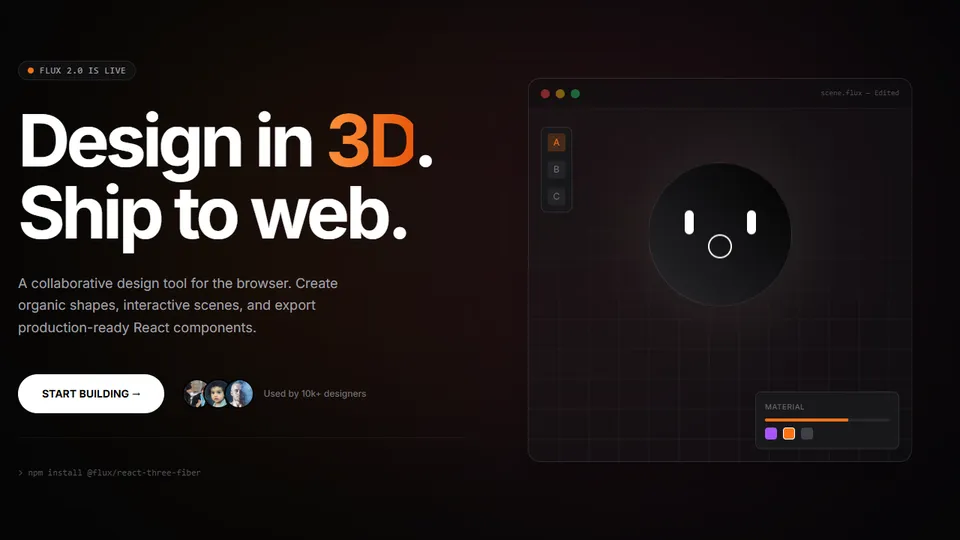 FLUX 2.0 IS LIVE
Design in 3D.
Ship to web.
A collaborative design tool for the browser. Create
organic shapes, interactive scenes, and export
production-ready React components.
START BUILDING →
Used by 10k+ designers
> npm install @flux/react-three-fiber
scene.flux — Edited
A
B
C
MATERIAL